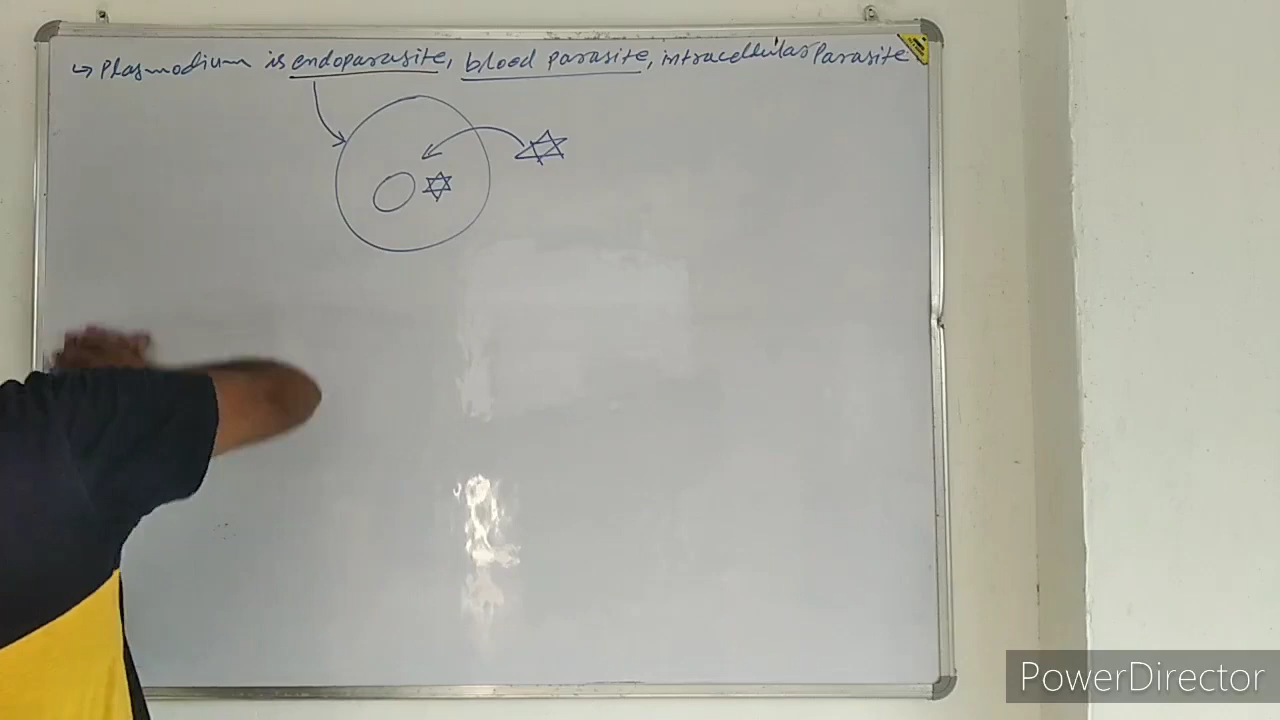 ↳ Plasmodium is endoparasite, blood parasite, intracellular Parasite
PowerDirector